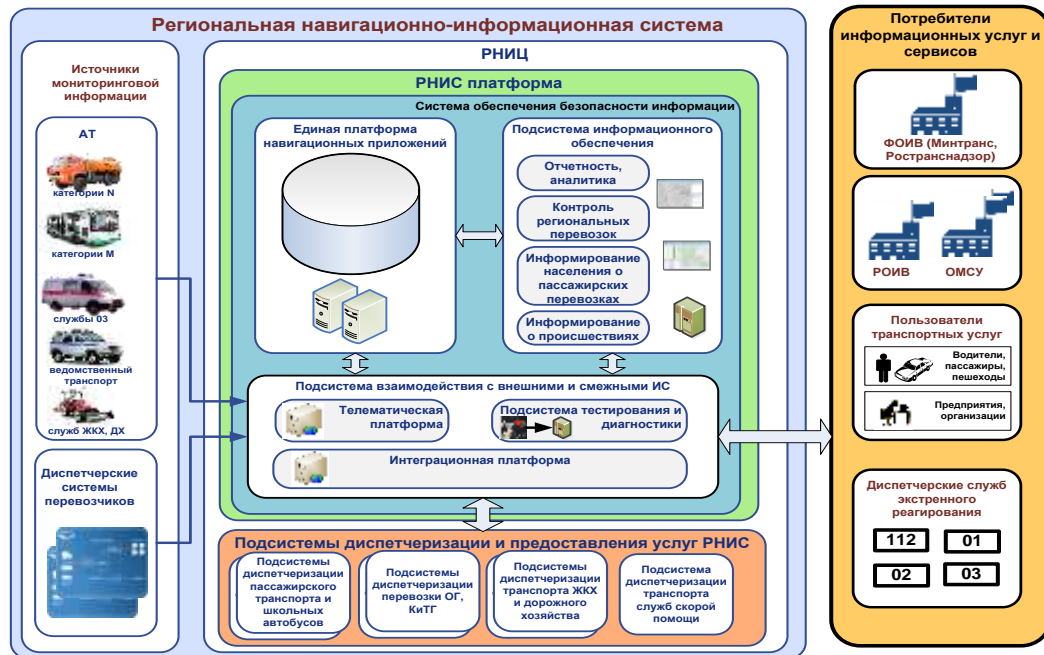 Региональная навигационно-информационная система
Источники
мониторинговой
информации
АТ
категории N
категории М
службы 03
ведомственный
транспорт
служб ЖКХ, ДХ
Диспетчерские
системы
перевозчиков
РНИЦ
РНИС платформа
Система обеспечения безопасности информации
Единая платформа
навигационных приложений
Подсистема информационного
обеспечения
Отчетность,
аналитика
Контроль
региональных
перевозок
Информирование
населения о
пассажирских
перевозках
Информирование
о происшествиях
Подсистема взаимодействия с внешними и смежными ИС
Телематическая
платформа
Подсистема тестирования и
диагностики
Интеграционная платформа
Подсистемы диспетчеризации и предоставления услуг РНИС
Подсистемы
диспетчеризации
пассажирского
транспорта и
школьных
автобусов
Подсистемы
диспетчеризации
перевозки ОГ,
КиТГ
Подсистемы
диспетчеризации
транспорта ЖКХ
и дорожного
хозяйства
Подсистема
диспетчеризации
транспорта
служб скорой
помощи
Потребители
информационных услуг и
сервисов
ФОИВ (Минтранс,
Ространснадзор)
РОИВ
ОМСУ
Пользователи
транспортных услуг
Водители,
пассажиры,
пешеходы
Предприятия,
организации
Диспетчерские служб
экстренного
реагирования
112
01
02
03